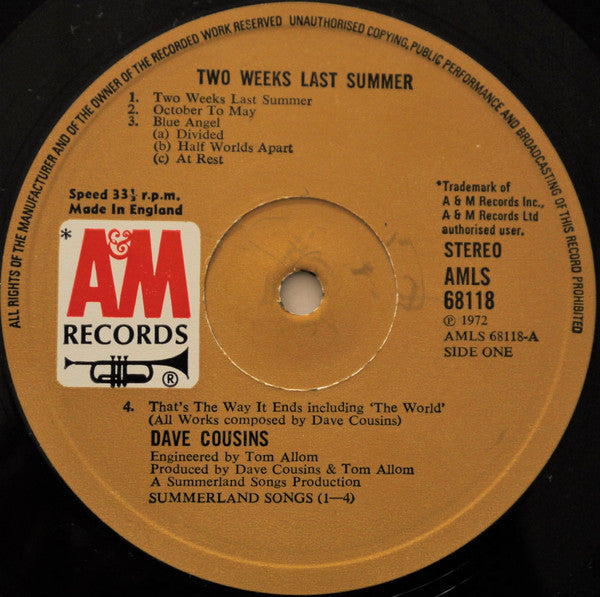 ALL RIGHTS OF THE MANUFACTURER AND OF THE OWNER OF THE RECORDED WORK RESERVED UNAUTHORISED COPYING, PUBLIC PERFORMANCE AND BROADCASTING OF THIS RECORD PROHIBITED
TWO WEEKS LAST SUMMER
1. Two Weeks Last Summer
2. October To May
3. Blue Angel
(a) Divided
(b) Half Worlds Apart
(c) At Rest
Speed 33⅓ r.p.m.
Made In England
*
A&M
RECORDS
®
*Trademark of
A & M Records Inc.,
A & M Records Ltd
authorised user.
STEREO
AMLS
68118
℗ 1972
AMLS 68118-A
SIDE ONE
4. That's The Way It Ends including 'The World'
(All Works composed by Dave Cousins)
DAVE COUSINS
Engineered by Tom Allom
Produced by Dave Cousins & Tom Allom
A Summerland Songs Production
SUMMERLAND SONGS (1—4)